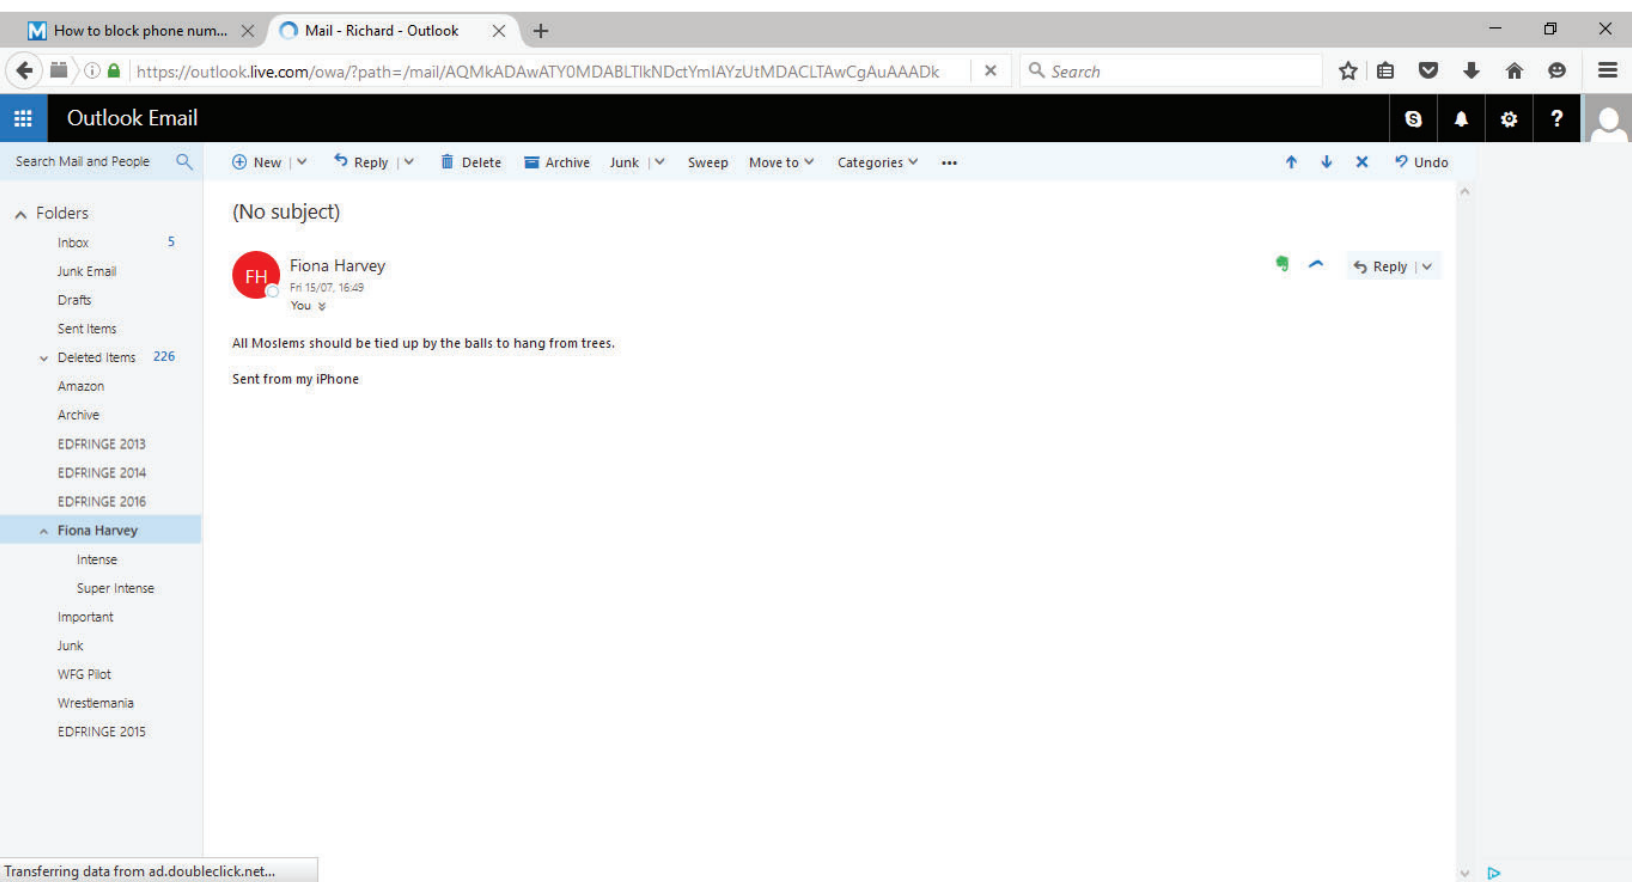 How to block phone num...
Mail - Richard - Outlook
https://outlook.live.com/owa/?path=/mail/AQMkADAwATY0MDABLTlkNDctYmIAYzUtMDACLTAwCgAuAAADk
Search
Outlook Email
Search Mail and People
New
Reply
Delete
Archive
Junk
Sweep
Move to
Categories
Undo
Folders
Inbox 5
Junk Email
Drafts
Sent Items
Deleted Items 226
Amazon
Archive
EDFRINGE 2013
EDFRINGE 2014
EDFRINGE 2016
Fiona Harvey
Intense
Super Intense
Important
Junk
WFG Pilot
Wrestlemania
EDFRINGE 2015
(No subject)
FH
Fiona Harvey
Fri 15/07, 16:49
You
Reply
All Moslems should be tied up by the balls to hang from trees.
Sent from my iPhone
Transferring data from ad.doubleclick.net...